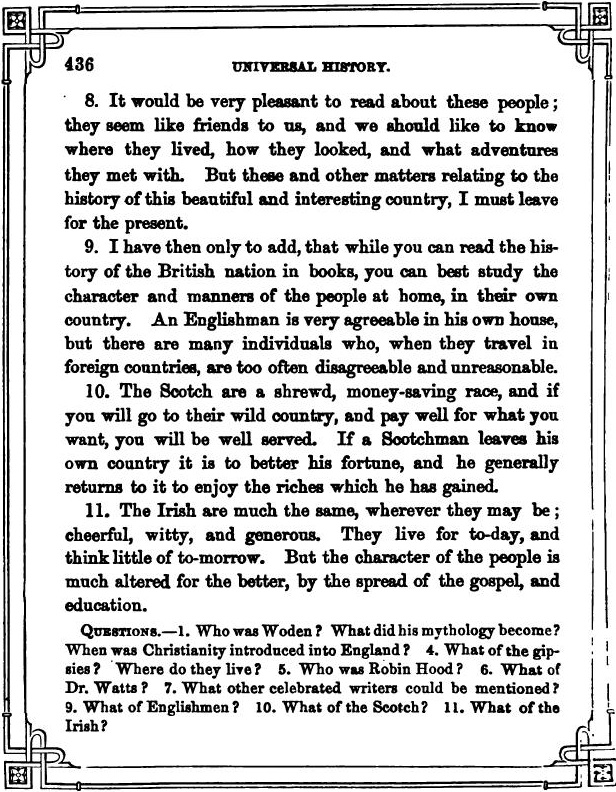 436
UNIVERSAL HISTORY.
8. It would be very pleasant to read about these people;
they seem like friends to us, and we should like to know
where they lived, how they looked, and what adventures
they met with. But these and other matters relating to the
history of this beautiful and interesting country, I must leave
for the present.
9. I have then only to add, that while you can read the his-
tory of the British nation in books, you can best study the
character and manners of the people at home, in their own
country. An Englishman is very agreeable in his own house,
but there are many individuals who, when they travel in
foreign countries, are too often disagreeable and unreasonable.
10. The Scotch are a shrewd, money-saving race, and if
you will go to their wild country, and pay well for what you
want, you will be well served. If a Scotchman leaves his
own country it is to better his fortune, and he generally
returns to it to enjoy the riches which he has gained.
11. The Irish are much the same, wherever they may be;
cheerful, witty, and generous. They live for to-day, and
think little of to-morrow. But the character of the people is
much altered for the better, by the spread of the gospel, and
education.
QUESTIONS.—1. Who was Woden? What did his mythology become?
When was Christianity introduced into England? 4. What of the gip-
sies? Where do they live? 5. Who was Robin Hood? 6. What of
Dr. Watts? 7. What other celebrated writers could be mentioned?
9. What of Englishmen? 10. What of the Scotch? 11. What of the
Irish?